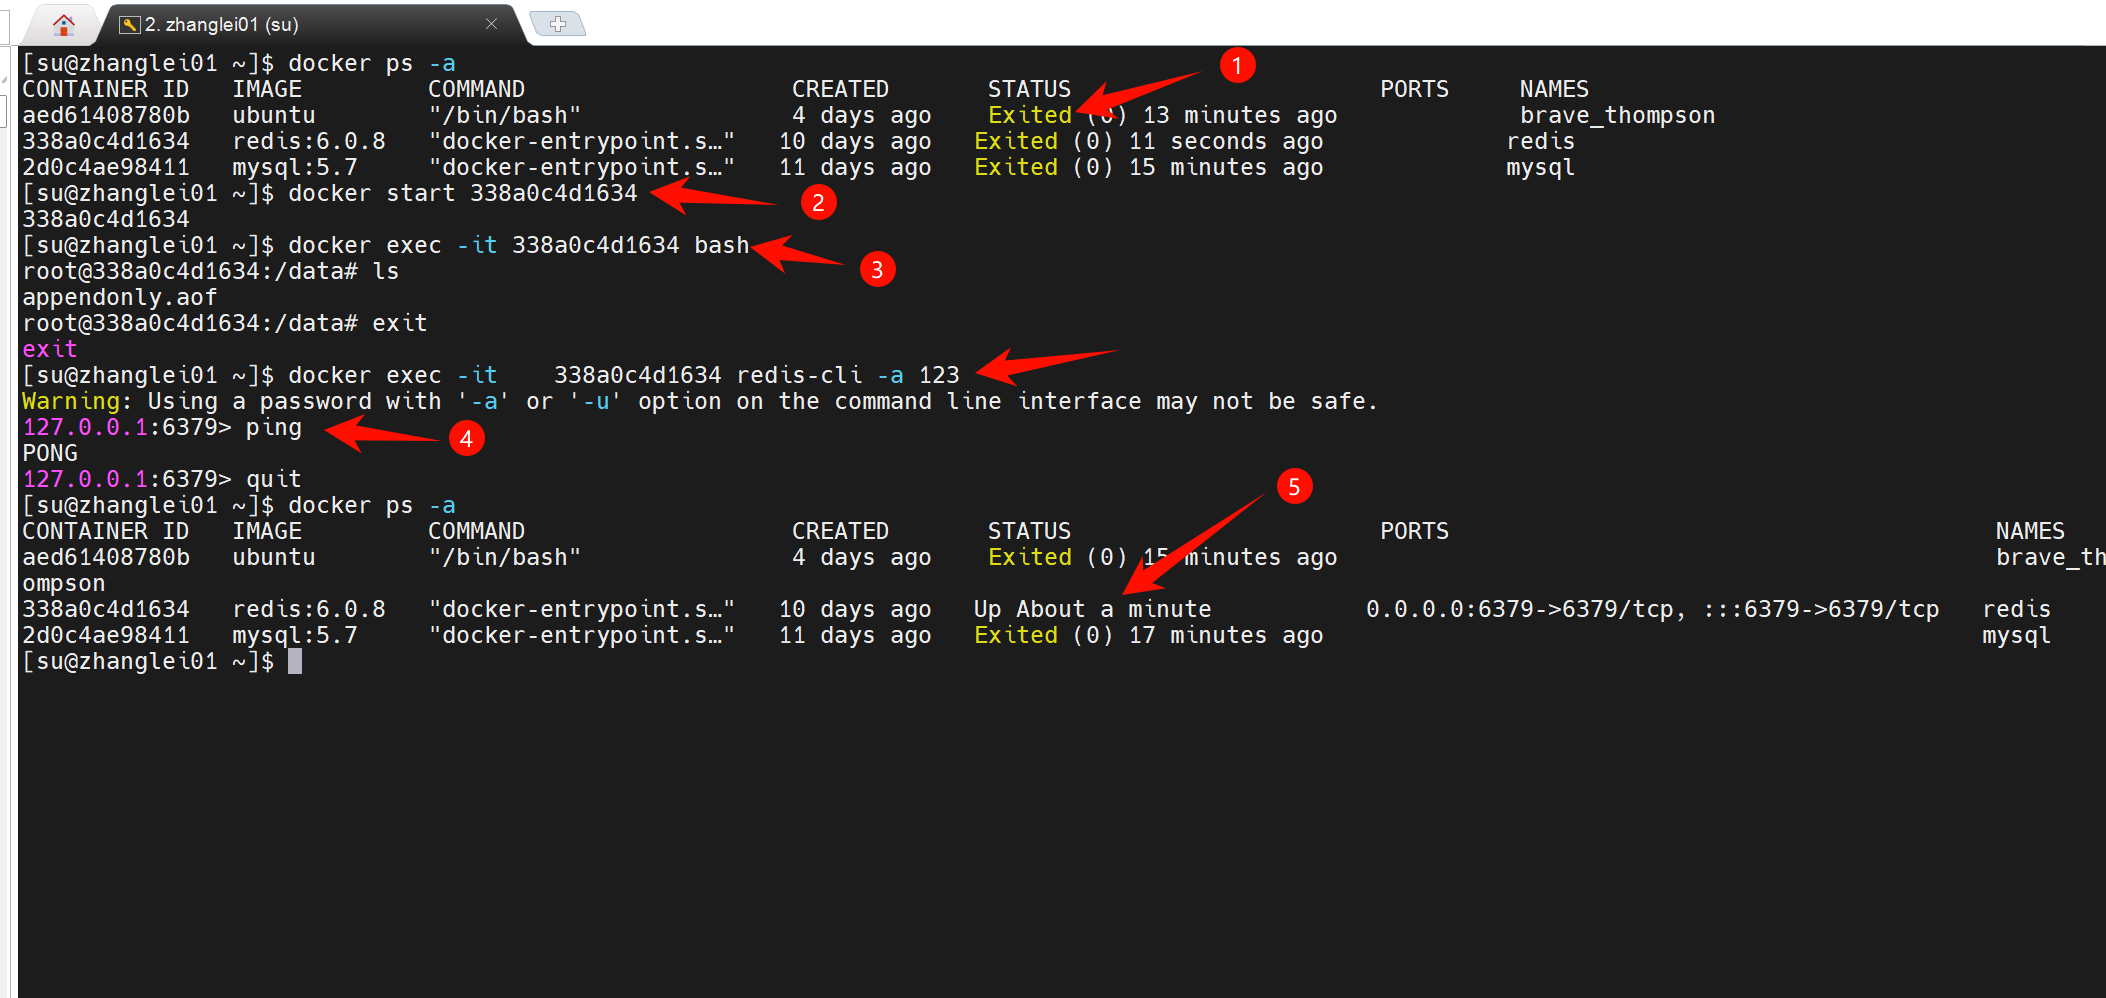 2. zhanglei01 (su)
[su@zhanglei01 ~]$ docker ps -a
1
CONTAINER ID   IMAGE         COMMAND                   CREATED       STATUS                      PORTS     NAMES
aed61408780b   ubuntu        "/bin/bash"               4 days ago    Exited (0) 13 minutes ago             brave_thompson
338a0c4d1634   redis:6.0.8   "docker-entrypoint.s…"   10 days ago   Exited (0) 11 seconds ago             redis
2d0c4ae98411   mysql:5.7     "docker-entrypoint.s…"   11 days ago   Exited (0) 15 minutes ago             mysql
[su@zhanglei01 ~]$ docker start 338a0c4d1634
2
338a0c4d1634
[su@zhanglei01 ~]$ docker exec -it 338a0c4d1634 bash
3
root@338a0c4d1634:/data# ls
appendonly.aof
root@338a0c4d1634:/data# exit
exit
[su@zhanglei01 ~]$ docker exec -it    338a0c4d1634 redis-cli -a 123
Warning: Using a password with '-a' or '-u' option on the command line interface may not be safe.
127.0.0.1:6379> ping
4
PONG
127.0.0.1:6379> quit
5
[su@zhanglei01 ~]$ docker ps -a
CONTAINER ID   IMAGE         COMMAND                   CREATED       STATUS                      PORTS                                       NAMES
aed61408780b   ubuntu        "/bin/bash"               4 days ago    Exited (0) 15 minutes ago                                               brave_th
ompson
338a0c4d1634   redis:6.0.8   "docker-entrypoint.s…"   10 days ago   Up About a minute           0.0.0.0:6379->6379/tcp, :::6379->6379/tcp   redis
2d0c4ae98411   mysql:5.7     "docker-entrypoint.s…"   11 days ago   Exited (0) 17 minutes ago                                               mysql
[su@zhanglei01 ~]$